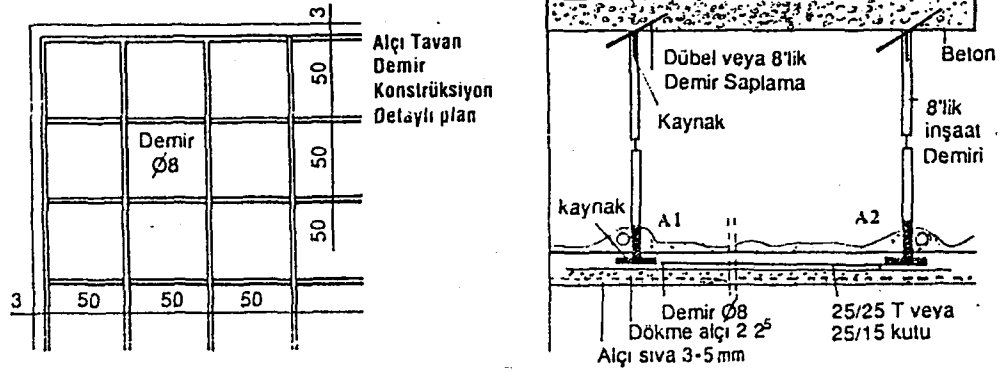 3
50
50
50
Alçı Tavan
Demir
Konstrüksiyon
Detaylı plan
Demir
Ø8
3
50
50
50
Dübel veya 8'lik
Demir Saplama
Kaynak
Beton
8'lik
inşaat
Demiri
kaynak
A1
A2
Demir Ø8
Dökme alçı 2 2⁵
Alçı sıva 3-5 mm
25/25 T veya
25/15 kutu